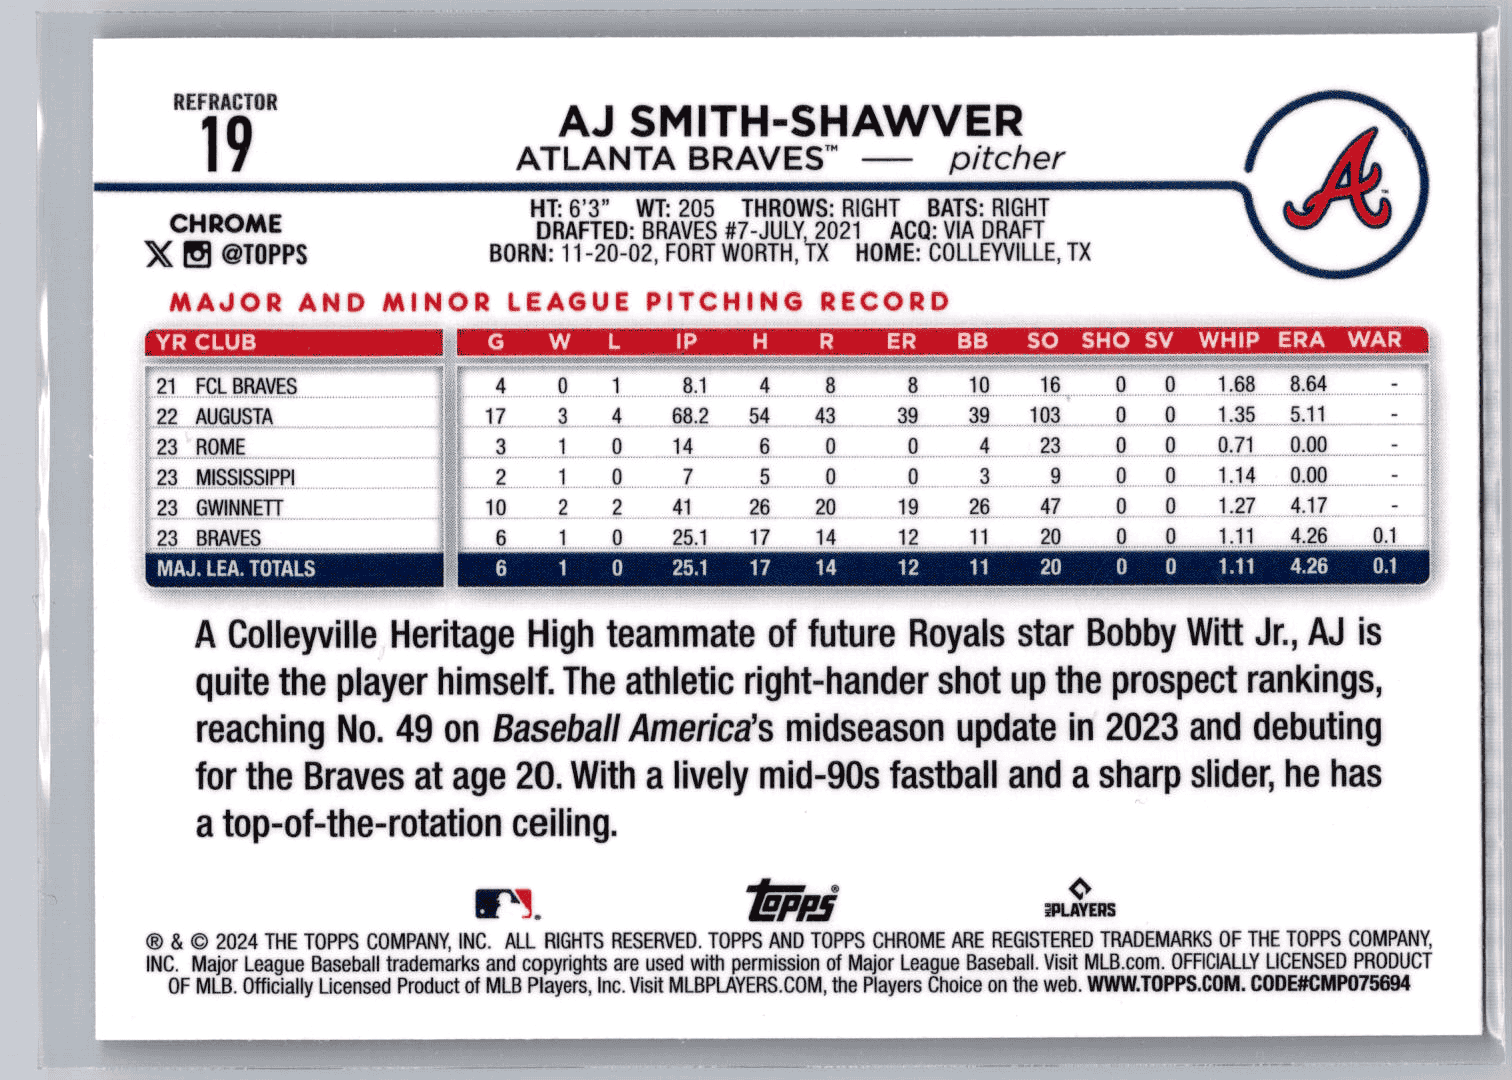 REFRACTOR
19
AJ SMITH-SHAWVER
ATLANTA BRAVES™ — pitcher
A
CHROME
@TOPPS
HT: 6'3" WT: 205 THROWS: RIGHT BATS: RIGHT
DRAFTED: BRAVES #7-JULY, 2021 ACQ: VIA DRAFT
BORN: 11-20-02, FORT WORTH, TX HOME: COLLEYVILLE, TX
MAJOR AND MINOR LEAGUE PITCHING RECORD
YR CLUB G W L IP H R ER BB SO SHO SV WHIP ERA WAR
21 FCL BRAVES 4 0 1 8.1 4 8 8 10 16 0 0 1.68 8.64 -
22 AUGUSTA 17 3 4 68.2 54 43 39 39 103 0 0 1.35 5.11 -
23 ROME 3 1 0 14 6 0 0 4 23 0 0 0.71 0.00 -
23 MISSISSIPPI 2 1 0 7 5 0 0 3 9 0 0 1.14 0.00 -
23 GWINNETT 10 2 2 41 26 20 19 26 47 0 0 1.27 4.17 -
23 BRAVES 6 1 0 25.1 17 14 12 11 20 0 0 1.11 4.26 0.1
MAJ. LEA. TOTALS 6 1 0 25.1 17 14 12 11 20 0 0 1.11 4.26 0.1
A Colleyville Heritage High teammate of future Royals star Bobby Witt Jr., AJ is
quite the player himself. The athletic right-hander shot up the prospect rankings,
reaching No. 49 on Baseball America's midseason update in 2023 and debuting
for the Braves at age 20. With a lively mid-90s fastball and a sharp slider, he has
a top-of-the-rotation ceiling.
Topps®
MLB PLAYERS
® & © 2024 THE TOPPS COMPANY, INC. ALL RIGHTS RESERVED. TOPPS AND TOPPS CHROME ARE REGISTERED TRADEMARKS OF THE TOPPS COMPANY,
INC. Major League Baseball trademarks and copyrights are used with permission of Major League Baseball. Visit MLB.com. OFFICIALLY LICENSED PRODUCT
OF MLB. Officially Licensed Product of MLB Players, Inc. Visit MLBPLAYERS.COM, the Players Choice on the web. WWW.TOPPS.COM. CODE#CMP075694